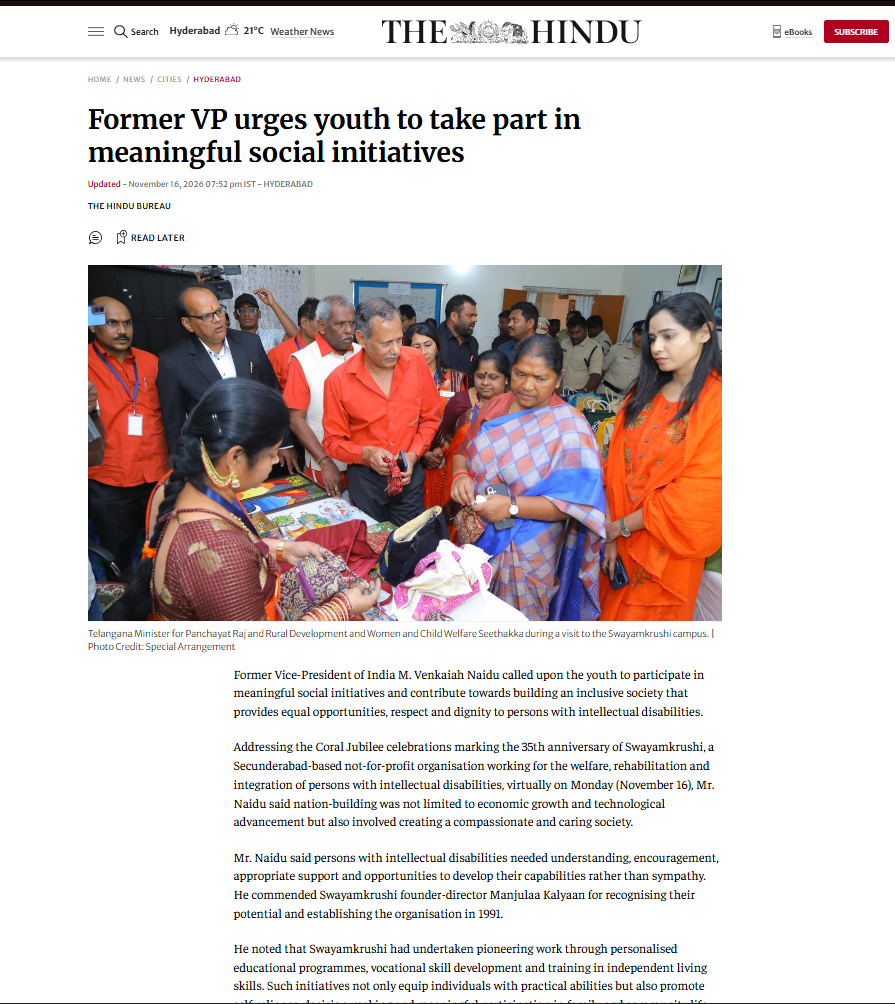 Search Hyderabad 21°C Weather News THE HINDU eBooks SUBSCRIBE
HOME / NEWS / CITIES / HYDERABAD
Former VP urges youth to take part in
meaningful social initiatives
Updated - November 16, 2026 07:52 pm IST - HYDERABAD
THE HINDU BUREAU
READ LATER
Telangana Minister for Panchayat Raj and Rural Development and Women and Child Welfare Seethakka during a visit to the Swayamkrushi campus. |
Photo Credit: Special Arrangement
Former Vice-President of India M. Venkaiah Naidu called upon the youth to participate in
meaningful social initiatives and contribute towards building an inclusive society that
provides equal opportunities, respect and dignity to persons with intellectual disabilities.
Addressing the Coral Jubilee celebrations marking the 35th anniversary of Swayamkrushi, a
Secunderabad-based not-for-profit organisation working for the welfare, rehabilitation and
integration of persons with intellectual disabilities, virtually on Monday (November 16), Mr.
Naidu said nation-building was not limited to economic growth and technological
advancement but also involved creating a compassionate and caring society.
Mr. Naidu said persons with intellectual disabilities needed understanding, encouragement,
appropriate support and opportunities to develop their capabilities rather than sympathy.
He commended Swayamkrushi founder-director Manjulaa Kalyaan for recognising their
potential and establishing the organisation in 1991.
He noted that Swayamkrushi had undertaken pioneering work through personalised
educational programmes, vocational skill development and training in independent living
skills. Such initiatives not only equip individuals with practical abilities but also promote